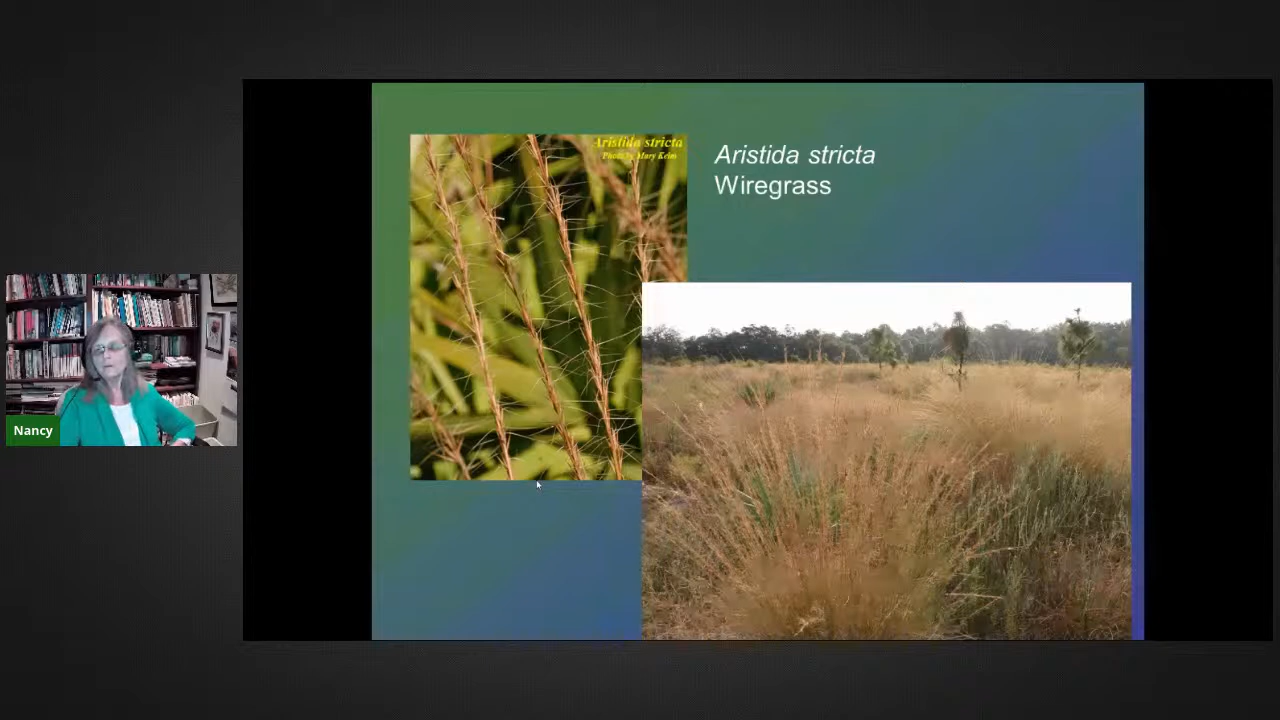 Aristida stricta
Photo by Mary Keim
Aristida stricta
Wiregrass
Nancy